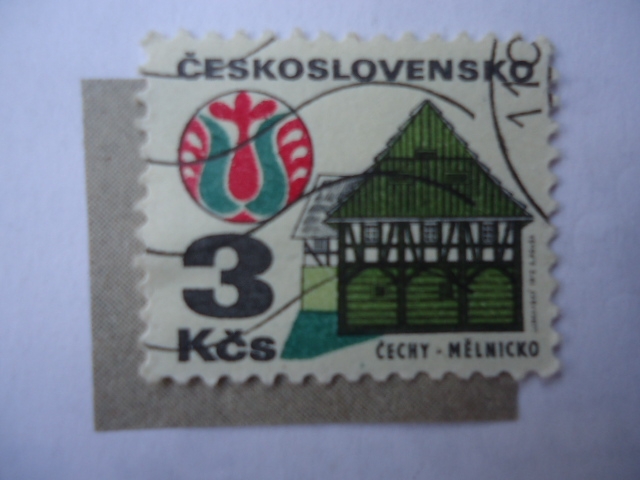 ČESKOSLOVENSKO
3
Kčs
ČECHY - MĚLNICKO